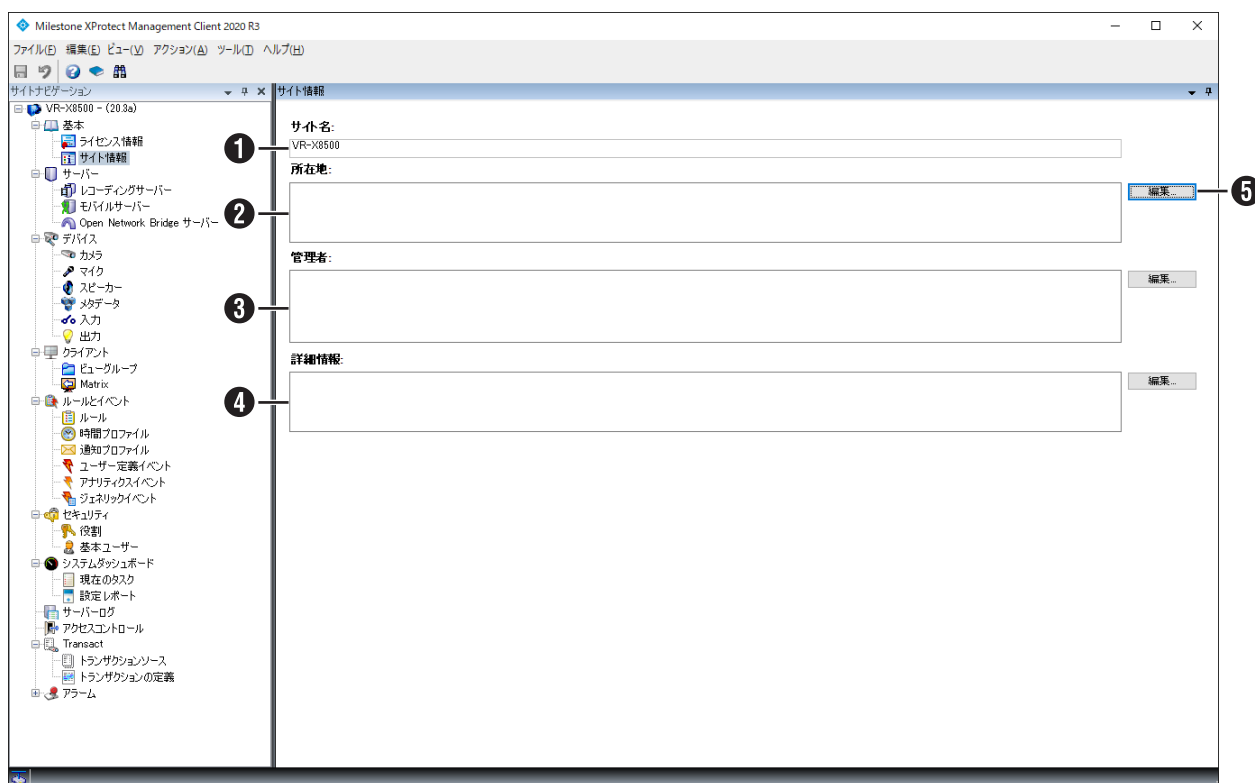 Milestone XProtect Management Client 2020 R3
ファイル(F) 編集(E) ビュー(V) アクション(A) ツール(T) ヘルプ(H)
サイトナビゲーション
VR-X8500 - (20.3a)
基本
ライセンス情報
サイト情報
サーバー
レコーディングサーバー
モバイルサーバー
Open Network Bridge サーバー
デバイス
カメラ
マイク
スピーカー
メタデータ
入力
出力
クライアント
ビューグループ
Matrix
ルールとイベント
ルール
時間プロファイル
通知プロファイル
ユーザー定義イベント
アナリティクスイベント
ジェネリックイベント
セキュリティ
役割
基本ユーザー
システムダッシュボード
現在のタスク
設定レポート
サーバーログ
アクセスコントロール
Transact
トランザクションソース
トランザクションの定義
アラーム
サイト情報
サイト名:
1
VR-X8500
所在地:
2
編集...
5
管理者:
3
編集...
詳細情報:
4
編集...